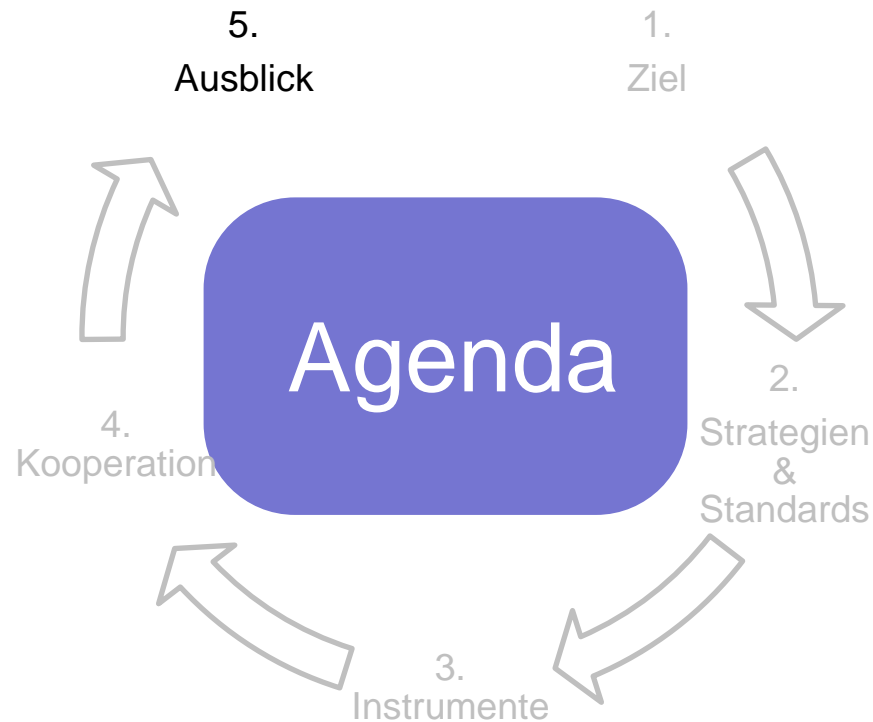 5.
Ausblick
1.
Ziel
Agenda
2.
Strategien
&
Standards
4.
Kooperation
3.
Instrumente